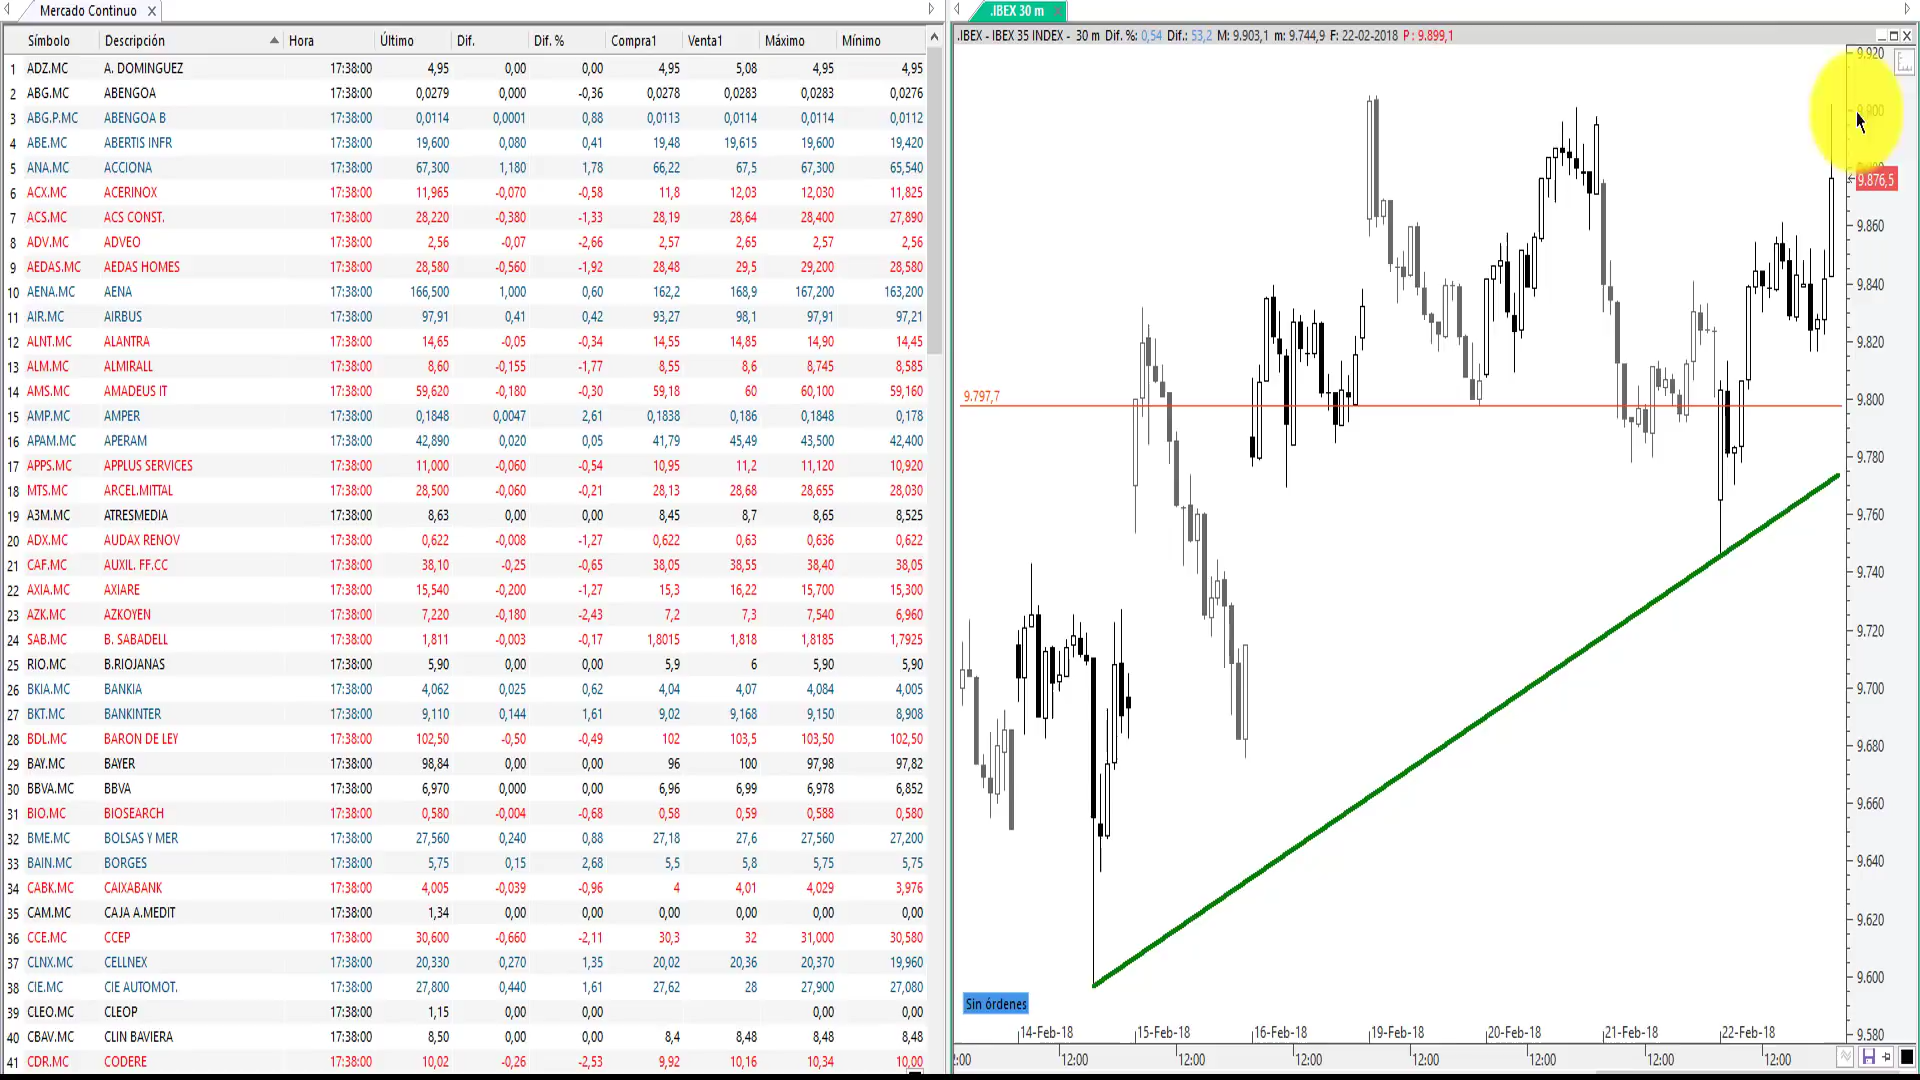 Mercado Continuo
Símbolo Descripción Hora Último Dif. Dif. % Compra1 Venta1 Máximo Mínimo
1 ADZ.MC A. DOMINGUEZ 17:38:00 4,95 0,00 0,00 4,95 5,08 4,95 4,95
2 ABG.MC ABENGOA 17:38:00 0,0279 0,000 -0,36 0,0278 0,0283 0,0283 0,0276
3 ABG.P.MC ABENGOA B 17:38:00 0,0114 0,0001 0,88 0,0113 0,0114 0,0114 0,0112
4 ABE.MC ABERTIS INFR 17:38:00 19,600 0,080 0,41 19,48 19,615 19,600 19,420
5 ANA.MC ACCIONA 17:38:00 67,300 1,180 1,78 66,22 67,5 67,300 65,540
6 ACX.MC ACERINOX 17:38:00 11,965 -0,070 -0,58 11,8 12,03 12,030 11,825
7 ACS.MC ACS CONST. 17:38:00 28,220 -0,380 -1,33 28,19 28,64 28,400 27,890
8 ADV.MC ADVEO 17:38:00 2,56 -0,07 -2,66 2,57 2,65 2,57 2,56
9 AEDAS.MC AEDAS HOMES 17:38:00 28,580 -0,560 -1,92 28,48 29,5 29,200 28,580
10 AENA.MC AENA 17:38:00 166,500 1,000 0,60 162,2 168,9 167,200 163,200
11 AIR.MC AIRBUS 17:38:00 97,91 0,41 0,42 93,27 98,1 97,91 97,21
12 ALNT.MC ALANTRA 17:38:00 14,65 -0,05 -0,34 14,55 14,85 14,90 14,45
13 ALM.MC ALMIRALL 17:38:00 8,60 -0,155 -1,77 8,55 8,6 8,745 8,585
14 AMS.MC AMADEUS IT 17:38:00 59,620 -0,180 -0,30 59,18 60 60,100 59,160
15 AMP.MC AMPER 17:38:00 0,1848 0,0047 2,61 0,1838 0,186 0,1848 0,178
16 APAM.MC APERAM 17:38:00 42,890 0,020 0,05 41,79 45,49 43,500 42,400
17 APPS.MC APPLUS SERVICES 17:38:00 11,000 -0,060 -0,54 10,95 11,2 11,120 10,920
18 MTS.MC ARCEL.MITTAL 17:38:00 28,500 -0,060 -0,21 28,13 28,68 28,655 28,030
19 A3M.MC ATRESMEDIA 17:38:00 8,63 0,00 0,00 8,45 8,7 8,65 8,525
20 ADX.MC AUDAX RENOV 17:38:00 0,622 -0,008 -1,27 0,622 0,63 0,636 0,622
21 CAF.MC AUXIL. FF.CC 17:38:00 38,10 -0,25 -0,65 38,05 38,55 38,40 38,05
22 AXIA.MC AXIARE 17:38:00 15,540 -0,200 -1,27 15,3 16,22 15,700 15,300
23 AZK.MC AZKOYEN 17:38:00 7,220 -0,180 -2,43 7,2 7,3 7,540 6,960
24 SAB.MC B. SABADELL 17:38:00 1,811 -0,003 -0,17 1,8015 1,818 1,8185 1,7925
25 RIO.MC B.RIOJANAS 17:38:00 5,90 0,00 0,00 5,9 6 5,90 5,90
26 BKIA.MC BANKIA 17:38:00 4,062 0,025 0,62 4,04 4,07 4,084 4,005
27 BKT.MC BANKINTER 17:38:00 9,110 0,144 1,61 9,02 9,168 9,150 8,908
28 BDL.MC BARON DE LEY 17:38:00 102,50 -0,50 -0,49 102 103,5 103,50 102,50
29 BAY.MC BAYER 17:38:00 98,84 0,00 0,00 96 100 97,98 97,82
30 BBVA.MC BBVA 17:38:00 6,970 0,000 0,00 6,96 6,99 6,978 6,852
31 BIO.MC BIOSEARCH 17:38:00 0,580 -0,004 -0,68 0,58 0,59 0,588 0,580
32 BME.MC BOLSAS Y MER 17:38:00 27,560 0,240 0,88 27,18 27,6 27,560 27,200
33 BAIN.MC BORGES 17:38:00 5,75 0,15 2,68 5,5 5,8 5,75 5,75
34 CABK.MC CAIXABANK 17:38:00 4,005 -0,039 -0,96 4 4,01 4,029 3,976
35 CAM.MC CAJA A.MEDIT 17:38:00 1,34 0,00 0,00 0,00 0,00
36 CCE.MC CCEP 17:38:00 30,600 -0,660 -2,11 30,3 32 31,000 30,580
37 CLNX.MC CELLNEX 17:38:00 20,330 0,270 1,35 20,02 20,36 20,370 19,960
38 CIE.MC CIE AUTOMOT. 17:38:00 27,800 0,440 1,61 27,62 28 27,900 27,080
39 CLEO.MC CLEOP 17:38:00 1,15 0,00 0,00 0,00 0,00
40 CBAV.MC CLIN BAVIERA 17:38:00 8,50 0,00 0,00 8,4 8,48 8,48 8,48
41 CDR.MC CODERE 17:38:00 10,02 -0,26 -2,53 9,92 10,16 10,34 10,00
.IBEX 30 m
.IBEX - IBEX 35 INDEX - 30 m Dif. %: 0,54 Dif.: 53,2 M: 9.903,1 m: 9.744,9 F: 22-02-2018 P: 9.899,1
9.920
9.900
9.876,5
9.860
9.840
9.820
9.797,7
9.800
9.780
9.760
9.740
9.720
9.700
9.680
9.660
9.640
9.620
9.600
9.580
Sin órdenes
14-Feb-18 15-Feb-18 16-Feb-18 19-Feb-18 20-Feb-18 21-Feb-18 22-Feb-18
2:00 12:00 12:00 12:00 12:00 12:00 12:00 12:00